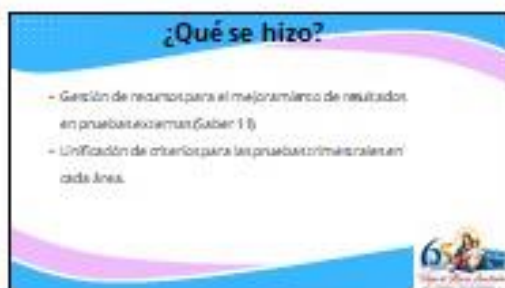 ¿Qué se hizo?
- Gestión de recursos para el mejoramiento de resultados
en pruebas externas (Saber 11)
- Unificación de criterios para las pruebas trimestrales en
cada área.
65